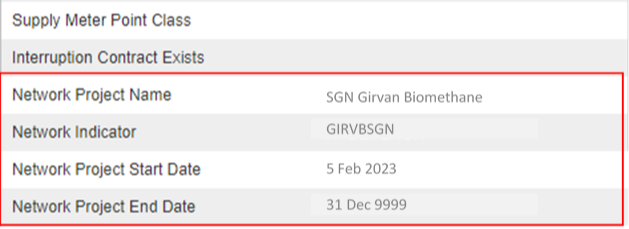 Supply Meter Point Class
Interruption Contract Exists
Network Project Name SGN Girvan Biomethane
Network Indicator GIRVBSGN
Network Project Start Date 5 Feb 2023
Network Project End Date 31 Dec 9999